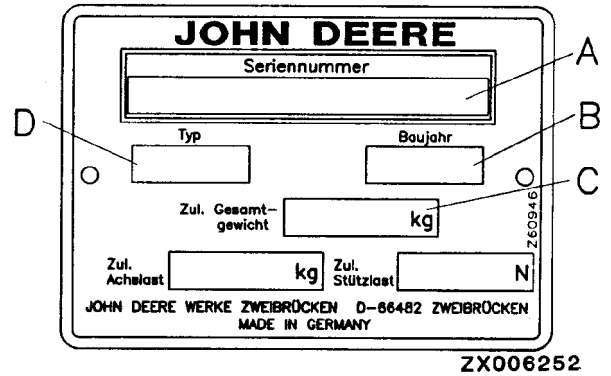 JOHN DEERE
Seriennummer
A
D
Typ
Baujahr
B
C
Zul. Gesamt-
gewicht
kg
Z60946
Zul.
Achslast
kg
Zul.
Stützlast
N
JOHN DEERE WERKE ZWEIBRÜCKEN D-66482 ZWEIBRÜCKEN
MADE IN GERMANY
ZX006252